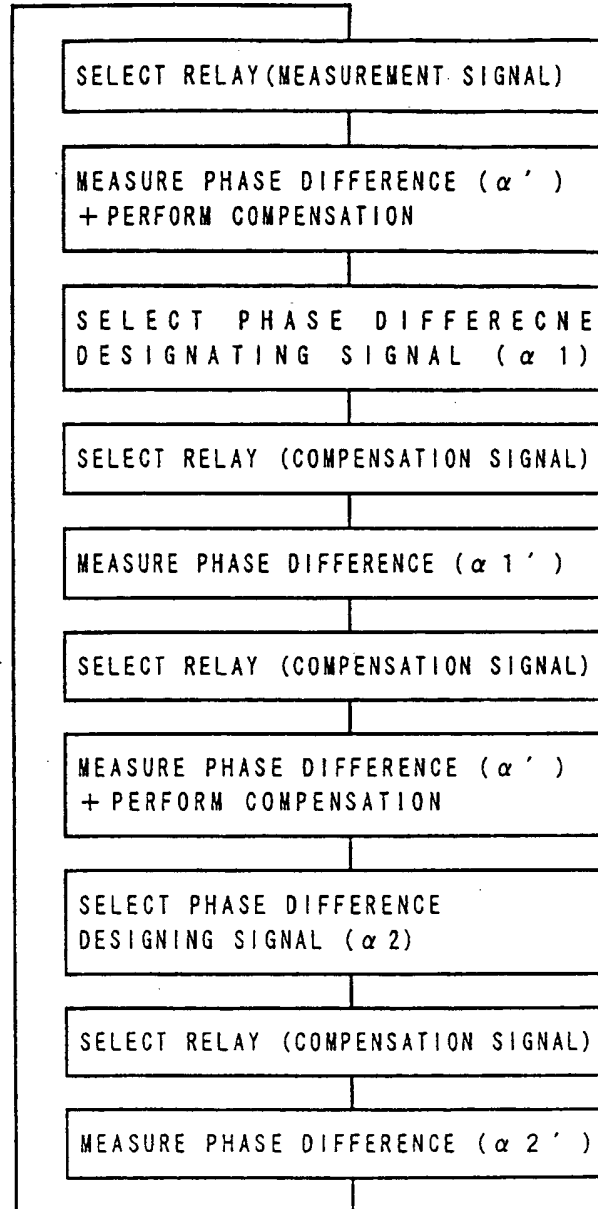 SELECT RELAY(MEASUREMENT SIGNAL)
MEASURE PHASE DIFFERENCE (α′)
+ PERFORM COMPENSATION
SELECT PHASE DIFFERECNE
DESIGNATING SIGNAL (α 1)
SELECT RELAY (COMPENSATION SIGNAL)
MEASURE PHASE DIFFERENCE (α 1′)
SELECT RELAY (COMPENSATION SIGNAL)
MEASURE PHASE DIFFERENCE (α′)
+ PERFORM COMPENSATION
SELECT PHASE DIFFERENCE
DESIGNING SIGNAL (α 2)
SELECT RELAY (COMPENSATION SIGNAL)
MEASURE PHASE DIFFERENCE (α 2′)